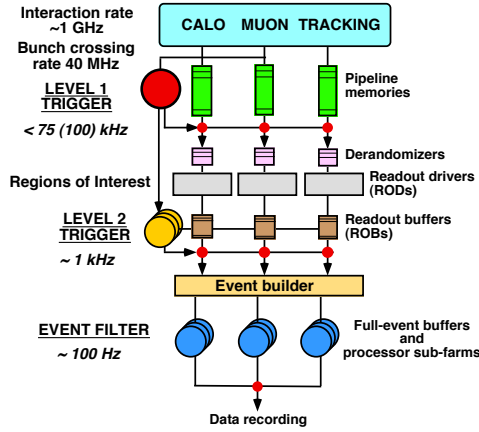 Interaction rate
~1 GHz
CALO MUON TRACKING
Bunch crossing
rate 40 MHz
Pipeline
memories
LEVEL 1
TRIGGER
< 75 (100) kHz
Derandomizers
Regions of Interest
Readout drivers
(RODs)
LEVEL 2
TRIGGER
Readout buffers
(ROBs)
~ 1 kHz
Event builder
EVENT FILTER
~ 100 Hz
Full-event buffers
and
processor sub-farms
Data recording